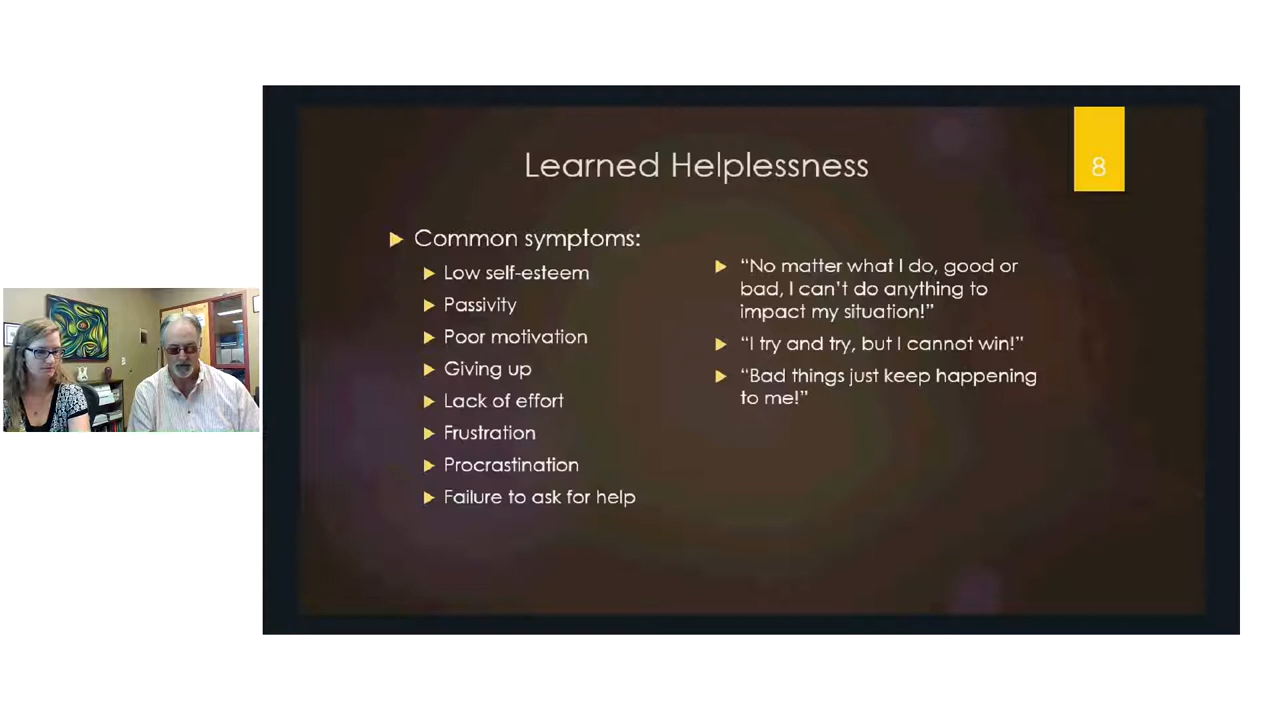 Learned Helplessness
8
Common symptoms:
Low self-esteem
Passivity
Poor motivation
Giving up
Lack of effort
Frustration
Procrastination
Failure to ask for help
“No matter what I do, good or
bad, I can’t do anything to
impact my situation!”
“I try and try, but I cannot win!”
“Bad things just keep happening
to me!”